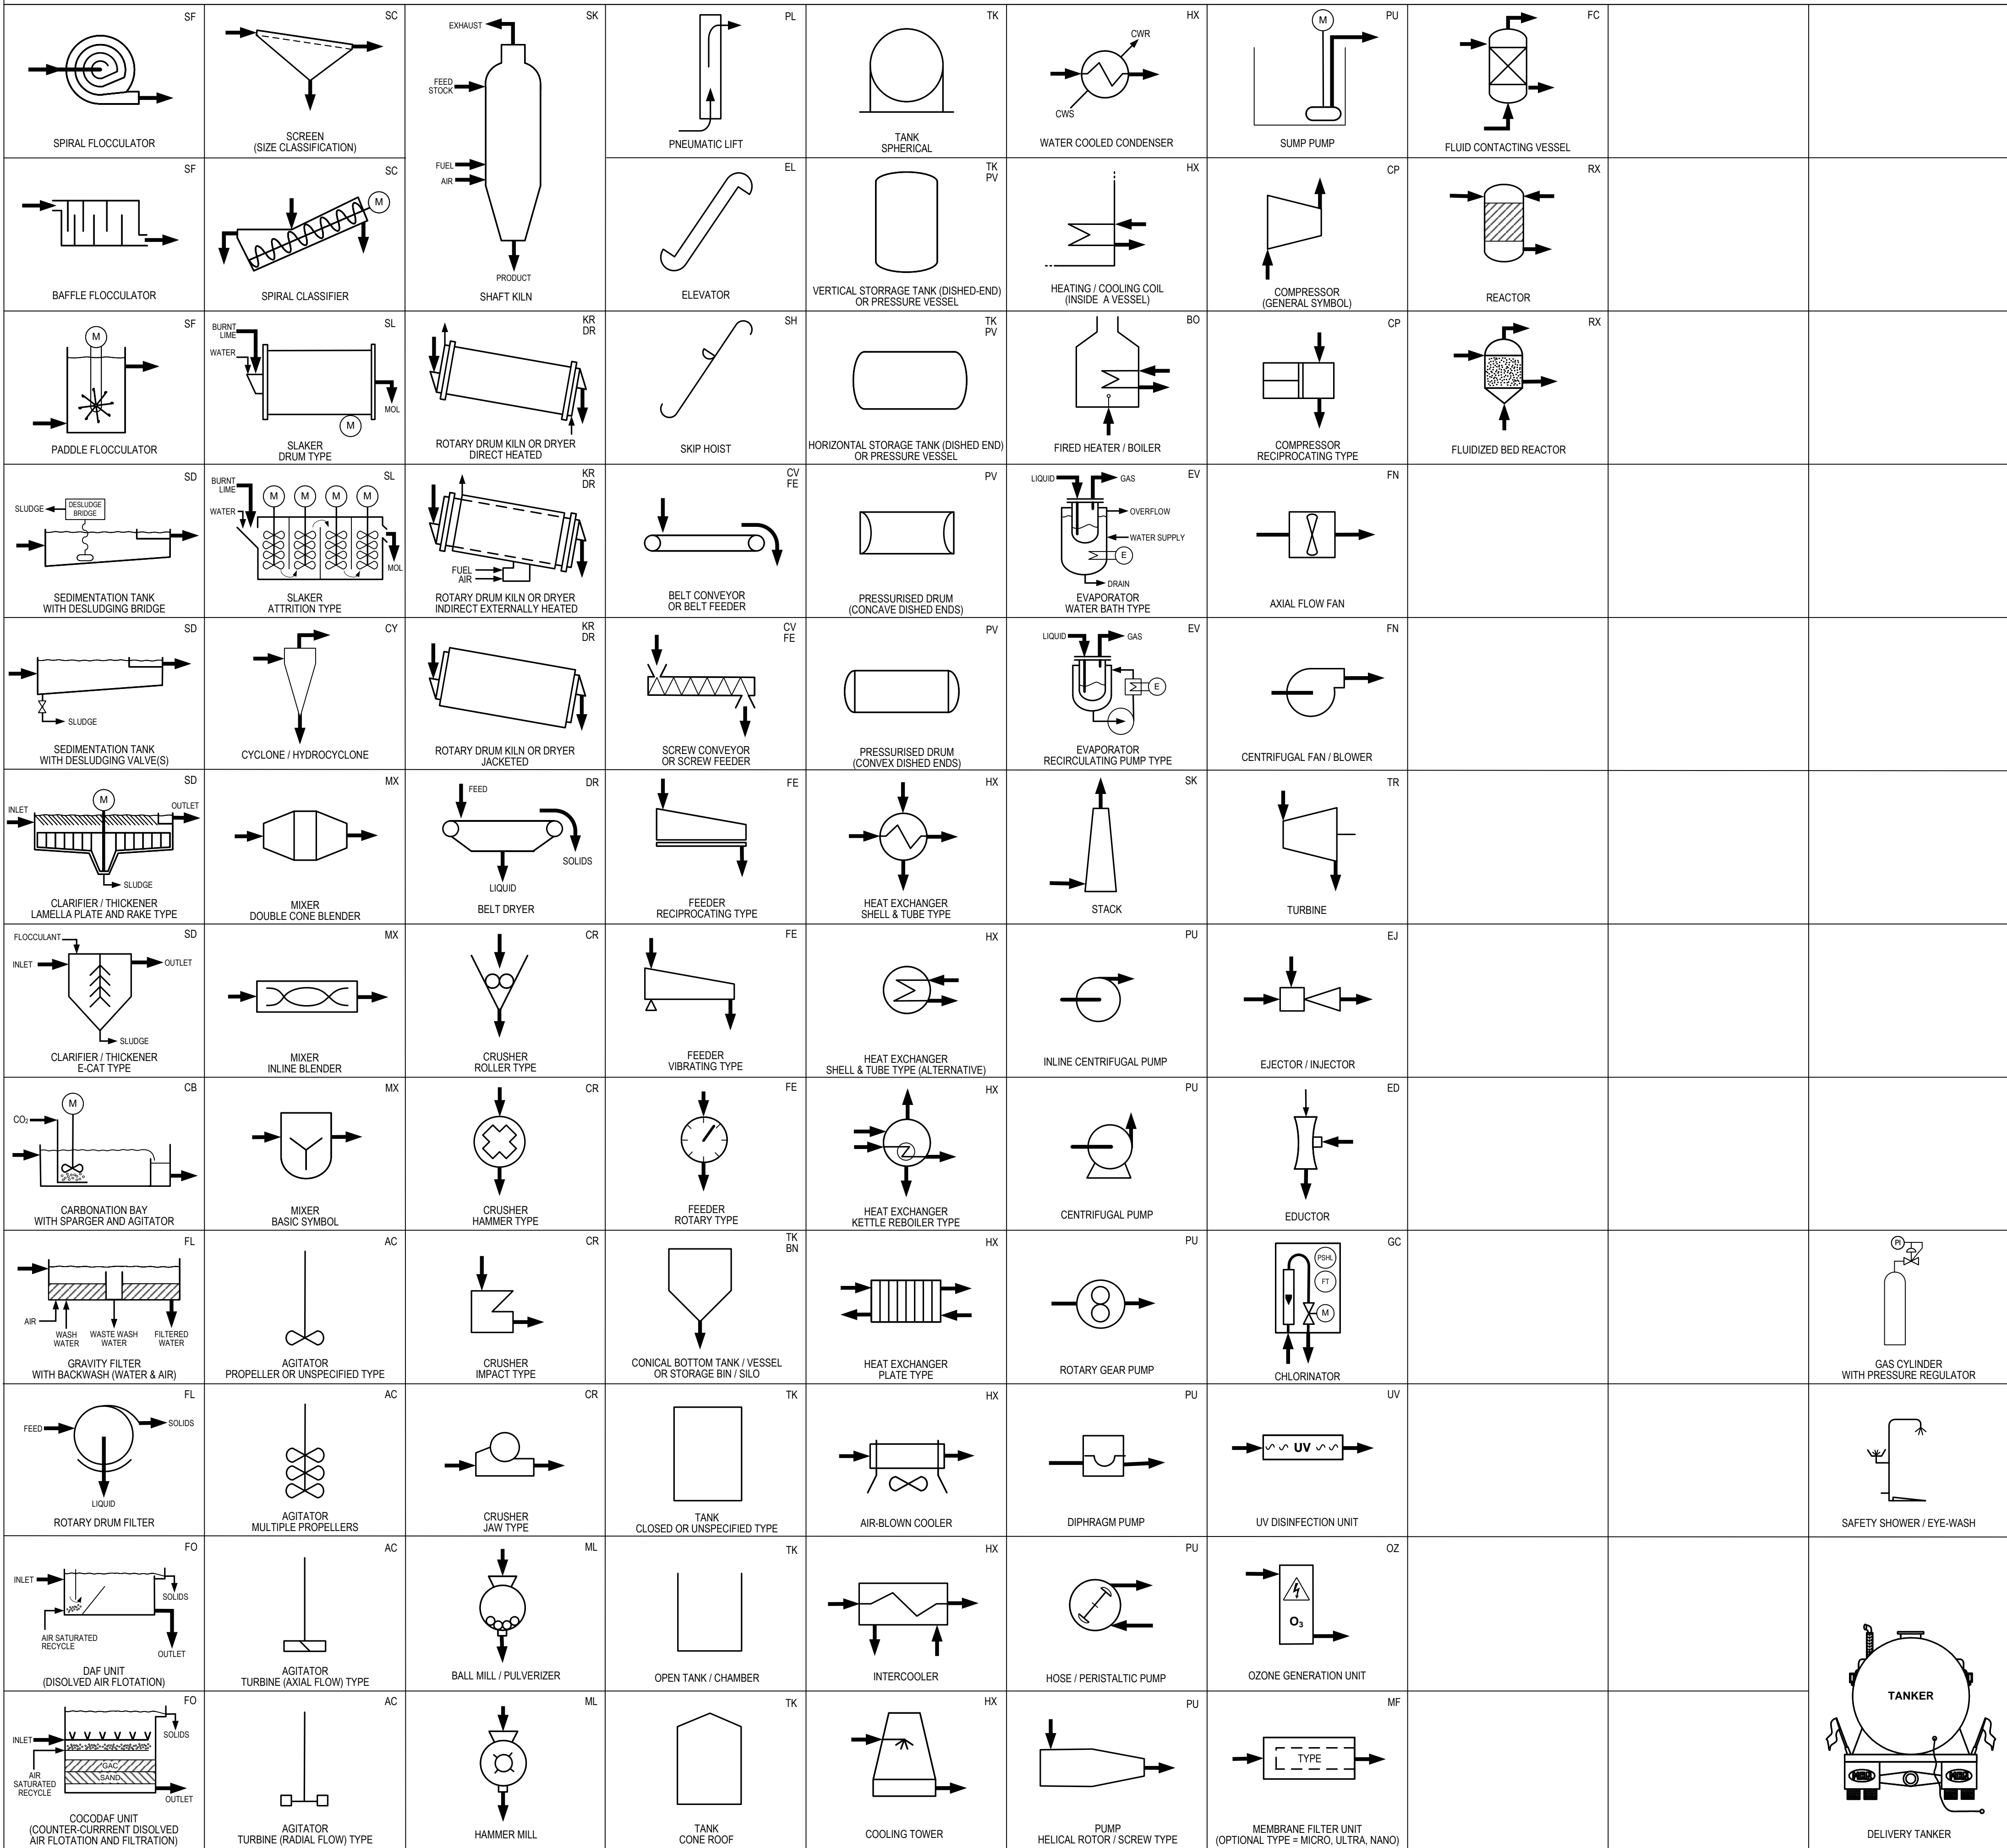 SF
SPIRAL FLOCCULATOR
SC
SCREEN
(SIZE CLASSIFICATION)
SK
EXHAUST
FEED
STOCK
FUEL
AIR
PRODUCT
SHAFT KILN
PL
PNEUMATIC LIFT
TK
TANK
SPHERICAL
HX
CWR
CWS
WATER COOLED CONDENSER
PU
M
SUMP PUMP
FC
FLUID CONTACTING VESSEL
SF
BAFFLE FLOCCULATOR
SC
M
SPIRAL CLASSIFIER
EL
ELEVATOR
TK
PV
VERTICAL STORRAGE TANK (DISHED-END)
OR PRESSURE VESSEL
HX
HEATING / COOLING COIL
(INSIDE A VESSEL)
CP
COMPRESSOR
(GENERAL SYMBOL)
RX
REACTOR
SF
M
PADDLE FLOCCULATOR
SL
BURNT
LIME
WATER
MOL
M
SLAKER
DRUM TYPE
KR
DR
ROTARY DRUM KILN OR DRYER
DIRECT HEATED
SH
SKIP HOIST
TK
PV
HORIZONTAL STORAGE TANK (DISHED END)
OR PRESSURE VESSEL
BO
FIRED HEATER / BOILER
CP
COMPRESSOR
RECIPROCATING TYPE
RX
FLUIDIZED BED REACTOR
SD
SLUDGE
DESLUDGE
BRIDGE
SEDIMENTATION TANK
WITH DESLUDGING BRIDGE
SL
BURNT
LIME
WATER
M M M M
MOL
SLAKER
ATTRITION TYPE
KR
DR
FUEL
AIR
ROTARY DRUM KILN OR DRYER
INDIRECT EXTERNALLY HEATED
CV
FE
BELT CONVEYOR
OR BELT FEEDER
PV
PRESSURISED DRUM
(CONCAVE DISHED ENDS)
EV
LIQUID
GAS
OVERFLOW
WATER SUPPLY
E
DRAIN
EVAPORATOR
WATER BATH TYPE
FN
AXIAL FLOW FAN
SD
SLUDGE
SEDIMENTATION TANK
WITH DESLUDGING VALVE(S)
CY
CYCLONE / HYDROCYCLONE
KR
DR
ROTARY DRUM KILN OR DRYER
JACKETED
CV
FE
SCREW CONVEYOR
OR SCREW FEEDER
PV
PRESSURISED DRUM
(CONVEX DISHED ENDS)
EV
LIQUID
GAS
E
EVAPORATOR
RECIRCULATING PUMP TYPE
FN
CENTRIFUGAL FAN / BLOWER
SD
M
INLET
OUTLET
SLUDGE
CLARIFIER / THICKENER
LAMELLA PLATE AND RAKE TYPE
MX
MIXER
DOUBLE CONE BLENDER
DR
FEED
SOLIDS
LIQUID
BELT DRYER
FE
FEEDER
RECIPROCATING TYPE
HX
HEAT EXCHANGER
SHELL & TUBE TYPE
SK
STACK
TR
TURBINE
SD
FLOCCULANT
INLET
OUTLET
SLUDGE
CLARIFIER / THICKENER
E-CAT TYPE
MX
MIXER
INLINE BLENDER
CR
CRUSHER
ROLLER TYPE
FE
FEEDER
VIBRATING TYPE
HX
HEAT EXCHANGER
SHELL & TUBE TYPE (ALTERNATIVE)
PU
INLINE CENTRIFUGAL PUMP
EJ
EJECTOR / INJECTOR
CB
M
CO2
CARBONATION BAY
WITH SPARGER AND AGITATOR
MX
MIXER
BASIC SYMBOL
CR
CRUSHER
HAMMER TYPE
FE
FEEDER
ROTARY TYPE
HX
HEAT EXCHANGER
KETTLE REBOILER TYPE
PU
CENTRIFUGAL PUMP
ED
EDUCTOR
FL
AIR
WASH
WATER
WASTE WASH
WATER
FILTERED
WATER
GRAVITY FILTER
WITH BACKWASH (WATER & AIR)
AC
AGITATOR
PROPELLER OR UNSPECIFIED TYPE
CR
CRUSHER
IMPACT TYPE
TK
BN
CONICAL BOTTOM TANK / VESSEL
OR STORAGE BIN / SILO
HX
HEAT EXCHANGER
PLATE TYPE
PU
ROTARY GEAR PUMP
GC
PSHL
FT
M
CHLORINATOR
PI
GAS CYLINDER
WITH PRESSURE REGULATOR
FL
FEED
SOLIDS
LIQUID
ROTARY DRUM FILTER
AC
AGITATOR
MULTIPLE PROPELLERS
CR
CRUSHER
JAW TYPE
TK
TANK
CLOSED OR UNSPECIFIED TYPE
HX
AIR-BLOWN COOLER
PU
DIPHRAGM PUMP
UV
UV
UV DISINFECTION UNIT
SAFETY SHOWER / EYE-WASH
FO
INLET
SOLIDS
AIR SATURATED
RECYCLE
OUTLET
DAF UNIT
(DISOLVED AIR FLOTATION)
AC
AGITATOR
TURBINE (AXIAL FLOW) TYPE
ML
BALL MILL / PULVERIZER
TK
OPEN TANK / CHAMBER
HX
INTERCOOLER
PU
HOSE / PERISTALTIC PUMP
OZ
O3
OZONE GENERATION UNIT
FO
SOLIDS
INLET
AIR
SATURATED
RECYCLE
GAC
SAND
OUTLET
COCODAF UNIT
(COUNTER-CURRRENT DISOLVED
AIR FLOTATION AND FILTRATION)
AC
AGITATOR
TURBINE (RADIAL FLOW) TYPE
ML
HAMMER MILL
TK
TANK
CONE ROOF
HX
COOLING TOWER
PU
PUMP
HELICAL ROTOR / SCREW TYPE
MF
TYPE
MEMBRANE FILTER UNIT
(OPTIONAL TYPE = MICRO, ULTRA, NANO)
TANKER
DELIVERY TANKER